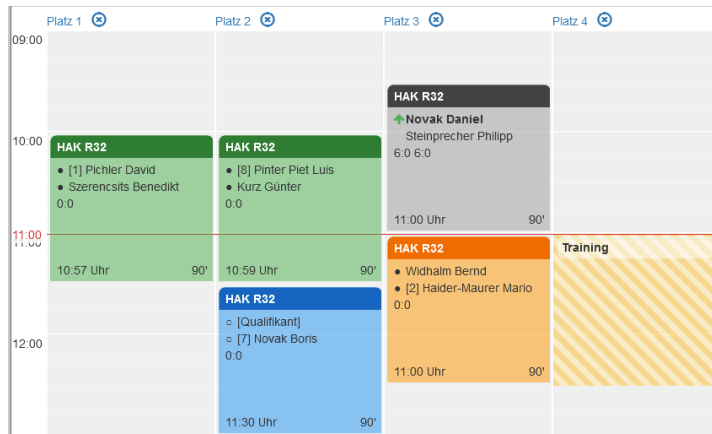 Platz 1
Platz 2
Platz 3
Platz 4
09:00
10:00
11:00
11:00
12:00
HAK R32
● [1] Pichler David
● Szerencsits Benedikt
0:0
10:57 Uhr 90'
HAK R32
● [8] Pinter Piet Luis
● Kurz Günter
0:0
10:59 Uhr 90'
HAK R32
○ [Qualifikant]
○ [7] Novak Boris
0:0
11:30 Uhr 90'
HAK R32
Novak Daniel
Steinprecher Philipp
6:0 6:0
11:00 Uhr 90'
HAK R32
● Widhalm Bernd
● [2] Haider-Maurer Mario
0:0
11:00 Uhr 90'
Training